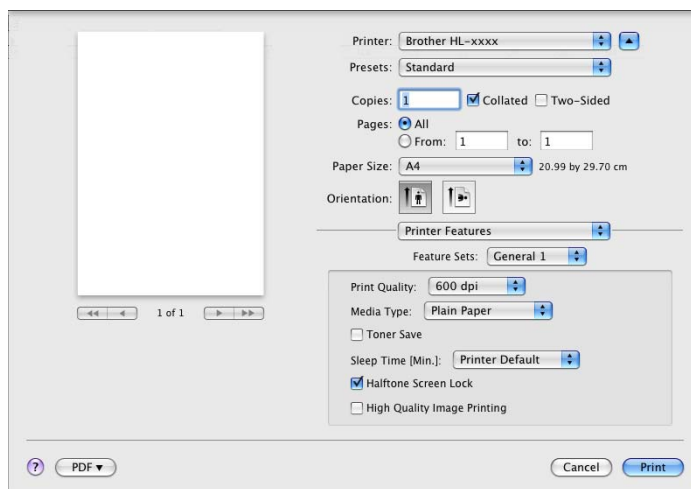 Printer: Brother HL-xxxx
Presets: Standard
Copies: 1 Collated Two-Sided
Pages: All
From: 1 to: 1
Paper Size: A4 20.99 by 29.70 cm
Orientation:
Printer Features
Feature Sets: General 1
Print Quality: 600 dpi
1 of 1
Media Type: Plain Paper
Toner Save
Sleep Time [Min.]: Printer Default
Halftone Screen Lock
High Quality Image Printing
? PDF Cancel Print